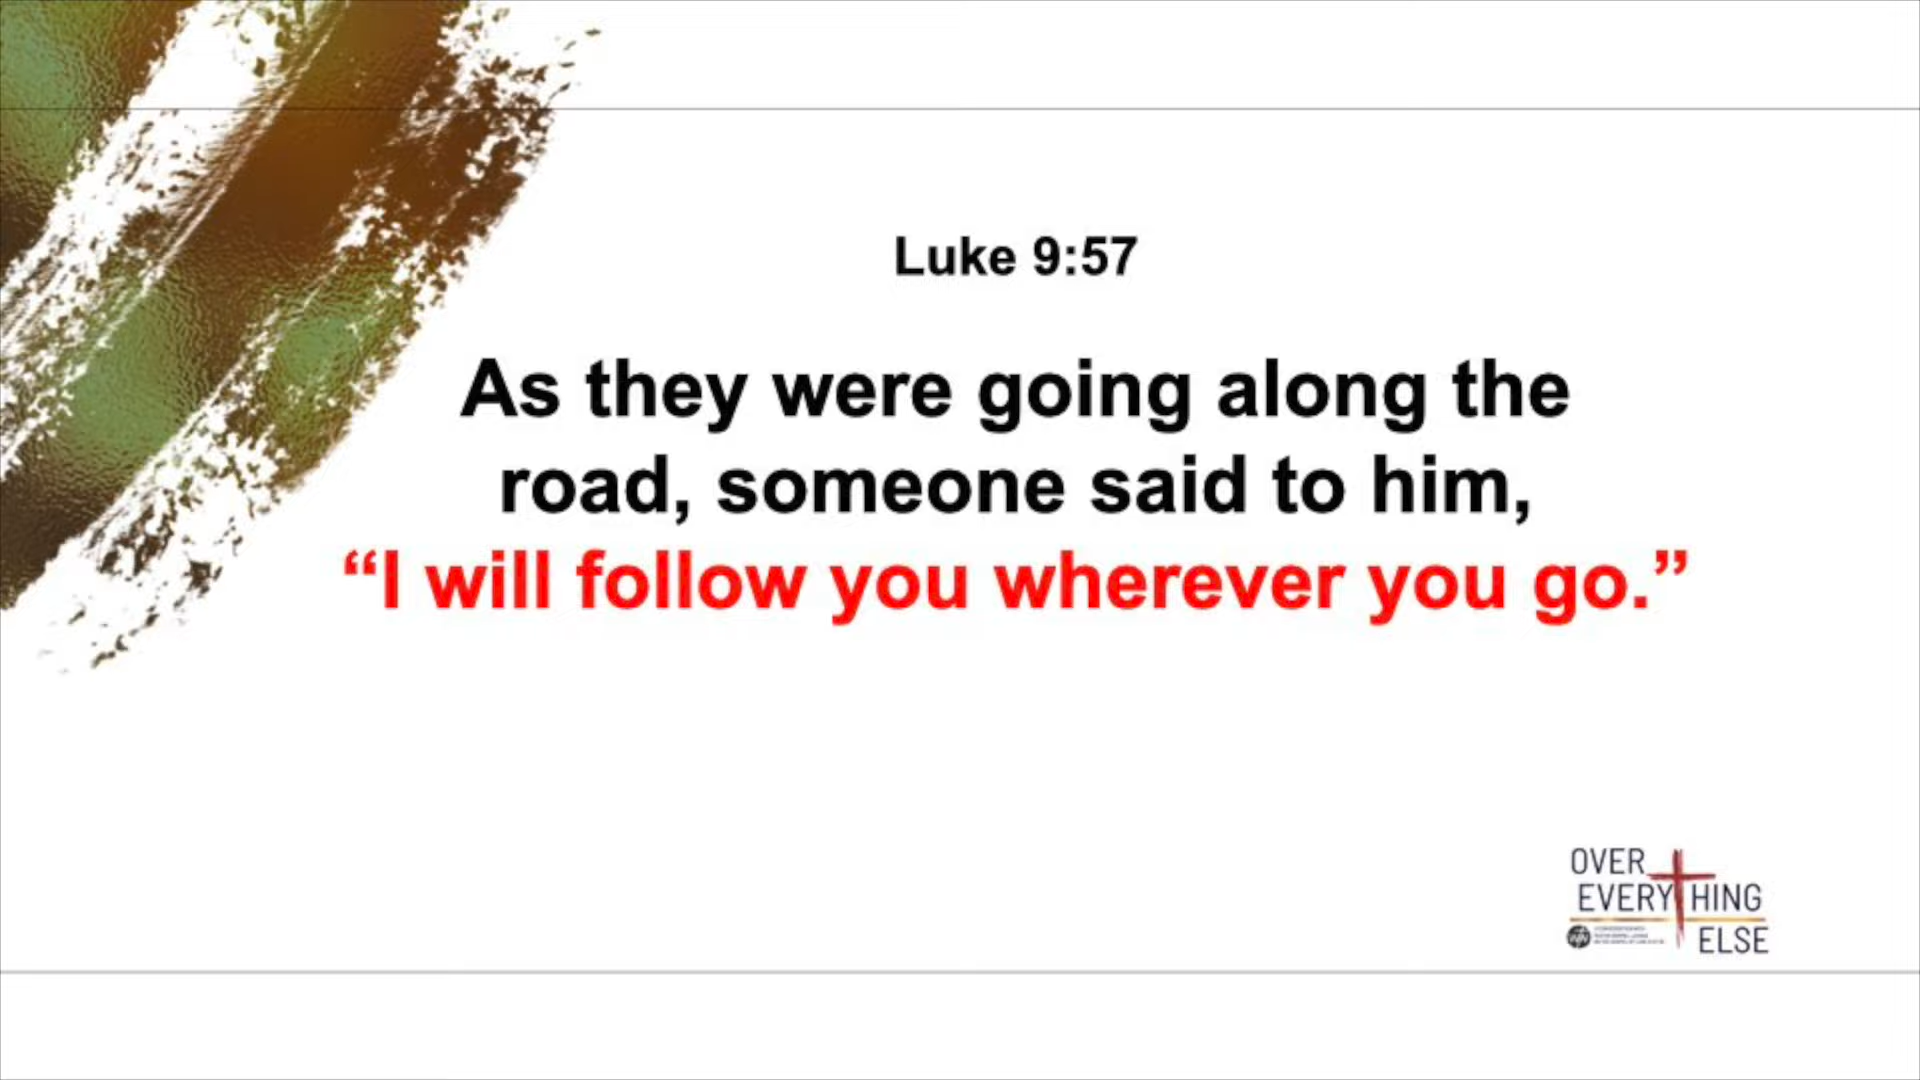 Luke 9:57
As they were going along the
road, someone said to him,
“I will follow you wherever you go.”
OVER
EVERYTHING
ELSE